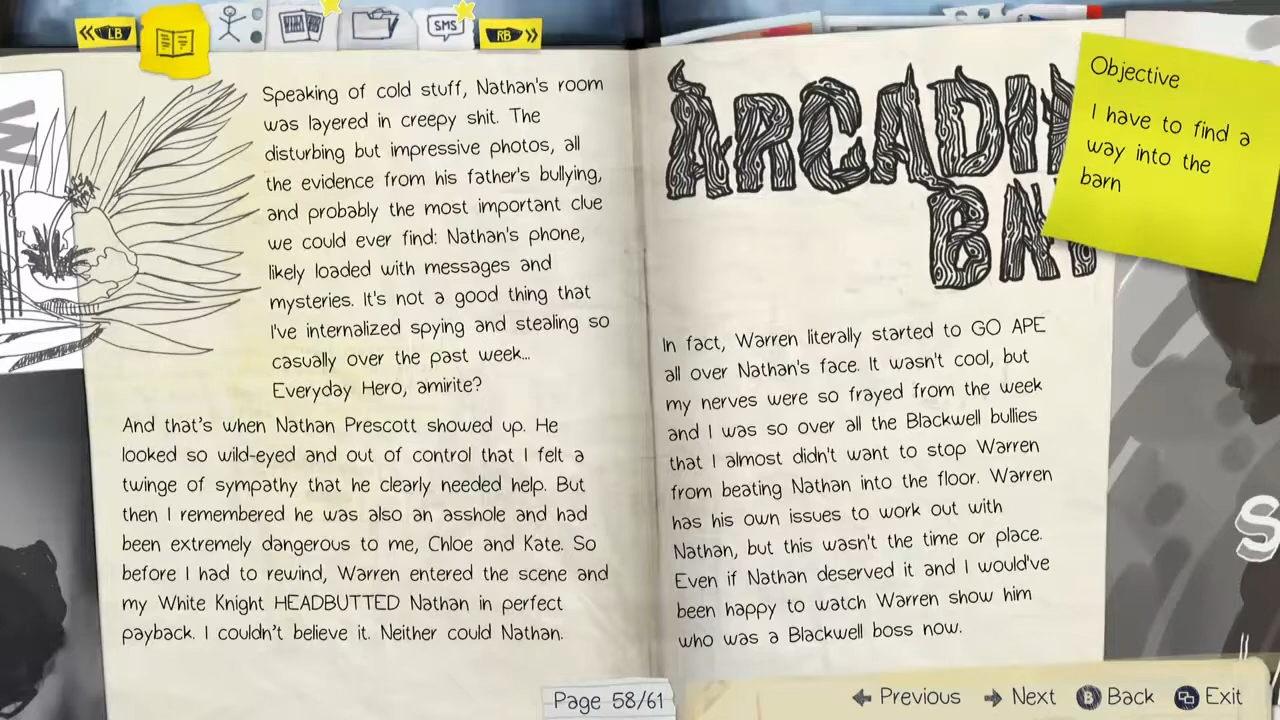 LB
SMS
RB
Speaking of cold stuff, Nathan's room
was layered in creepy shit. The
disturbing but impressive photos, all
the evidence from his father's bullying,
and probably the most important clue
we could ever find: Nathan's phone,
likely loaded with messages and
mysteries. It's not a good thing that
I've internalized spying and stealing so
casually over the past week...
Everyday Hero, amirite?
And that's when Nathan Prescott showed up. He
looked so wild-eyed and out of control that I felt a
twinge of sympathy that he clearly needed help. But
then I remembered he was also an asshole and had
been extremely dangerous to me, Chloe and Kate. So
before I had to rewind, Warren entered the scene and
my White Knight HEADBUTTED Nathan in perfect
payback. I couldn't believe it. Neither could Nathan.
ARCADIA
BAY
In fact, Warren literally started to GO APE
all over Nathan's face. It wasn't cool, but
my nerves were so frayed from the week
and I was so over all the Blackwell bullies
that I almost didn't want to stop Warren
from beating Nathan into the floor. Warren
has his own issues to work out with
Nathan, but this wasn't the time or place.
Even if Nathan deserved it and I would've
been happy to watch Warren show him
who was a Blackwell boss now.
Objective
I have to find a
way into the
barn
Page 58/61
Previous
Next
B Back
Exit